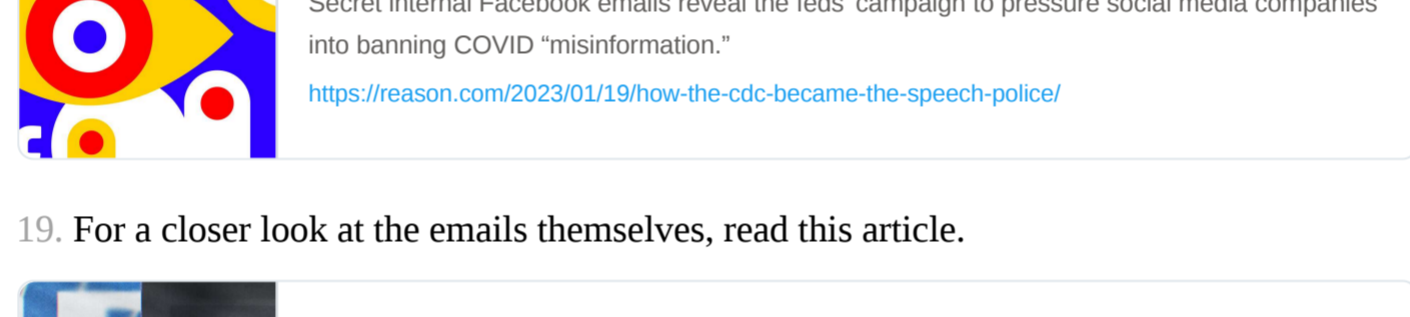 Secret internal Facebook emails reveal the feds' campaign to pressure social media companies
into banning COVID “misinformation.”
https://reason.com/2023/01/19/how-the-cdc-became-the-speech-police/
19. For a closer look at the emails themselves, read this article.